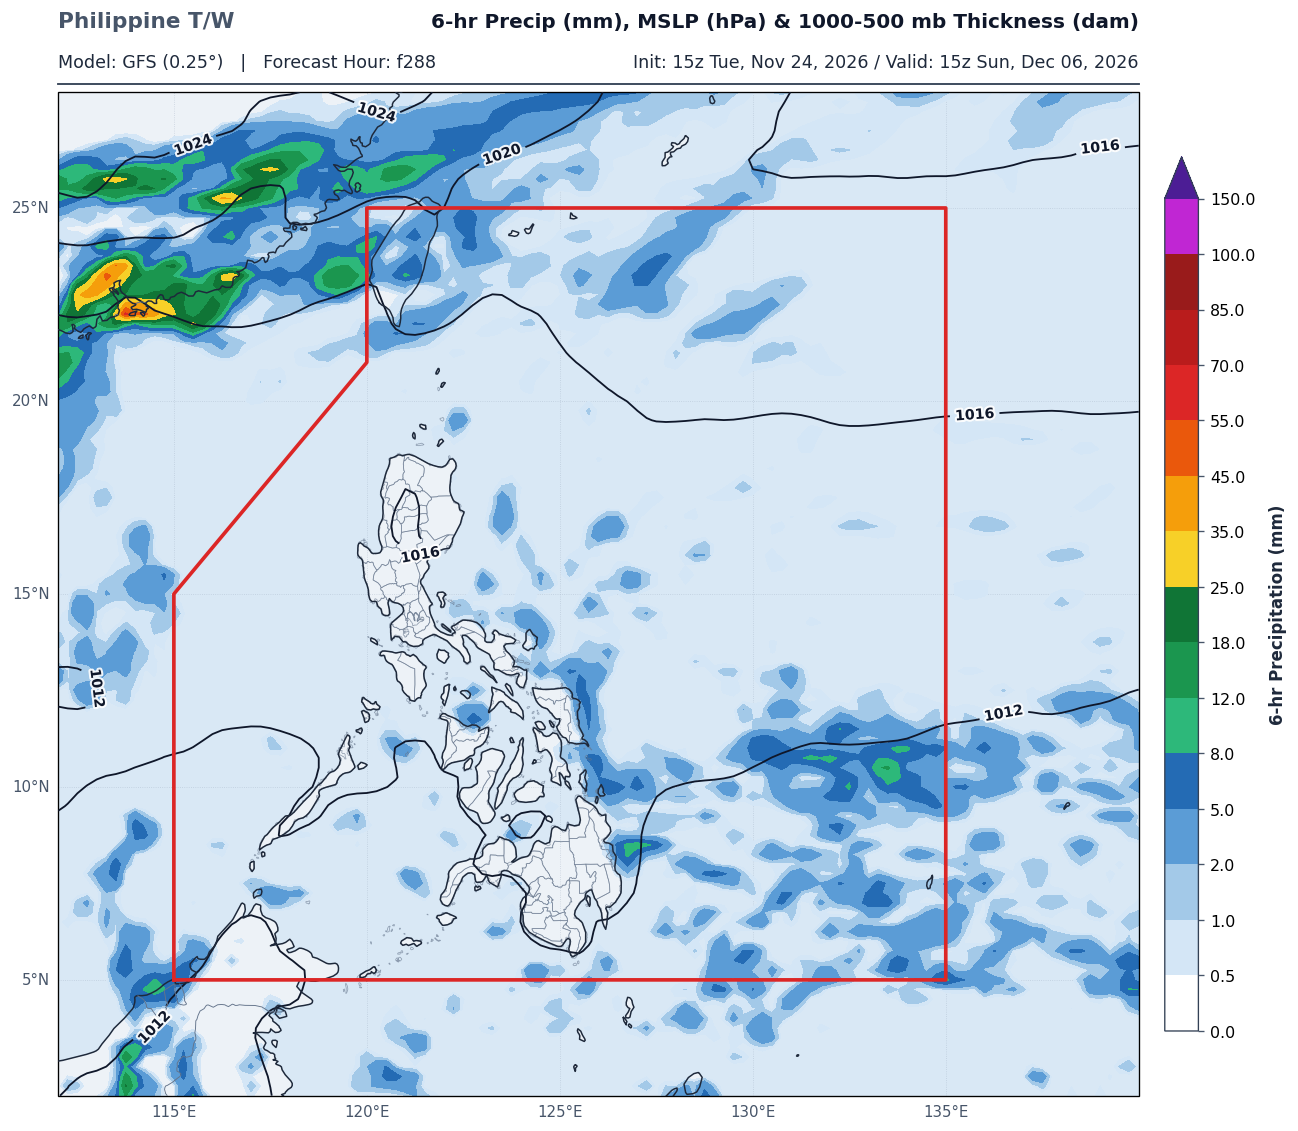 Philippine T/W
6-hr Precip (mm), MSLP (hPa) & 1000-500 mb Thickness (dam)
Model: GFS (0.25°) | Forecast Hour: f288
Init: 15z Tue, Nov 24, 2026 / Valid: 15z Sun, Dec 06, 2026
1024
1024
1020
1016
1016
1016
1012
1012
1012
25°N
20°N
15°N
10°N
5°N
115°E
120°E
125°E
130°E
135°E
150.0
100.0
85.0
70.0
55.0
45.0
35.0
25.0
18.0
12.0
8.0
5.0
2.0
1.0
0.5
0.0
6-hr Precipitation (mm)